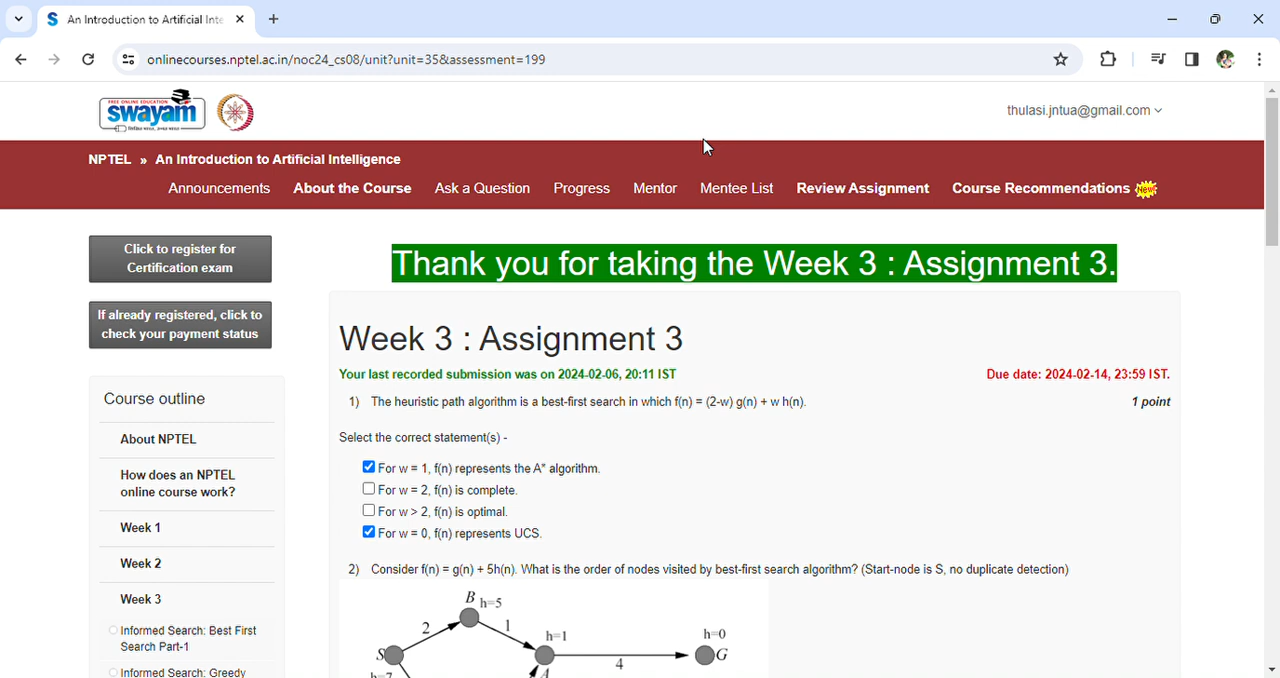 An Introduction to Artificial Inte
onlinecourses.nptel.ac.in/noc24_cs08/unit?unit=35&assessment=199
FREE ONLINE EDUCATION
swayam
thulasi.jntua@gmail.com
NPTEL » An Introduction to Artificial Intelligence
Announcements About the Course Ask a Question Progress Mentor Mentee List Review Assignment Course Recommendations New!
Click to register for
Certification exam
If already registered, click to
check your payment status
Course outline
About NPTEL
How does an NPTEL
online course work?
Week 1
Week 2
Week 3
Informed Search: Best First
Search Part-1
Informed Search: Greedy
Thank you for taking the Week 3 : Assignment 3.
Week 3 : Assignment 3
Your last recorded submission was on 2024-02-06, 20:11 IST Due date: 2024-02-14, 23:59 IST.
1) The heuristic path algorithm is a best-first search in which f(n) = (2-w) g(n) + w h(n). 1 point
Select the correct statement(s) -
For w = 1, f(n) represents the A* algorithm.
For w = 2, f(n) is complete.
For w > 2, f(n) is optimal.
For w = 0, f(n) represents UCS.
2) Consider f(n) = g(n) + 5h(n). What is the order of nodes visited by best-first search algorithm? (Start-node is S, no duplicate detection)
B h=5
2 1 h=1 h=0
S 4 G
h=7 A